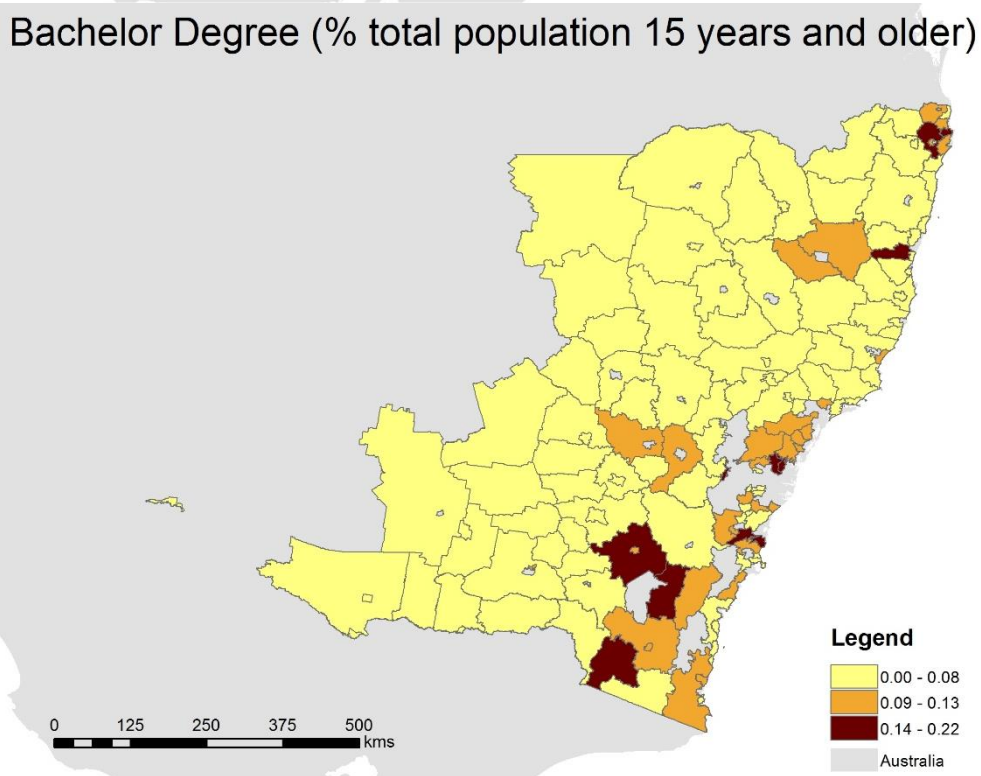 Bachelor Degree (% total population 15 years and older)
Legend
0.00 - 0.08
0.09 - 0.13
0.14 - 0.22
Australia
0 125 250 375 500
kms